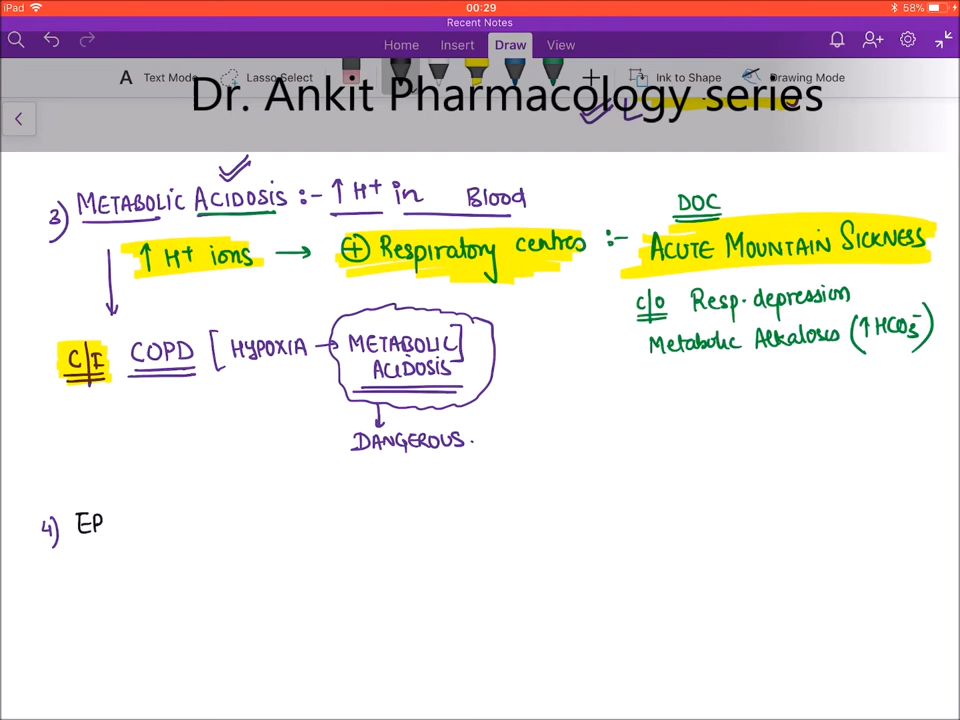 iPad 00:29 58%
Recent Notes
Home Insert Draw View
A Text Mode Lasso Select + Ink to Shape Drawing Mode
Dr. Ankit Pharmacology series
3) METABOLIC ACIDOSIS :- ↑ H+ in Blood
↑ H+ ions → (+) Respiratory centres :-
DOC
ACUTE MOUNTAIN SICKNESS
c/o Resp. depression
Metabolic Alkalosis (↑ HCO3-)
C|I COPD [HYPOXIA → METABOLIC]
ACIDOSIS
DANGEROUS.
4) EP